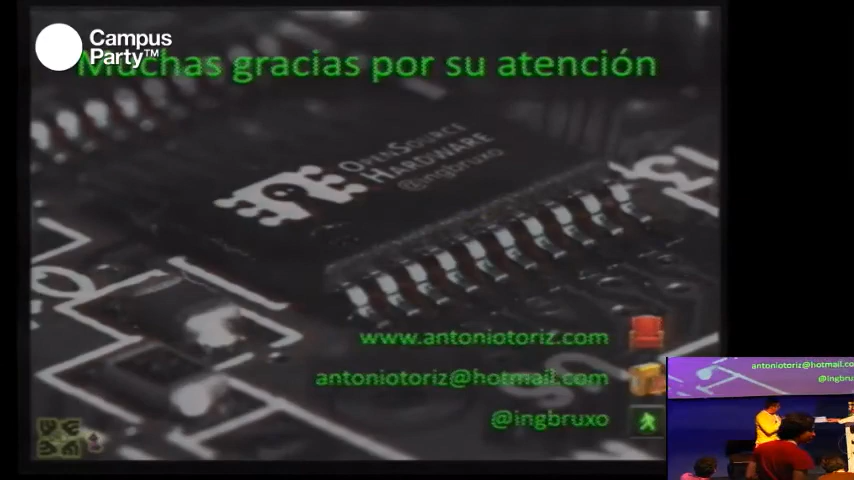 Campus
Party™
Muchas gracias por su atención
OPENSOURCE
HARDWARE
@ingbruxo
www.antoniotoriz.com
antoniotoriz@hotmail.com
@ingbruxo
antoniotoriz@hotmail.co
@ingbru